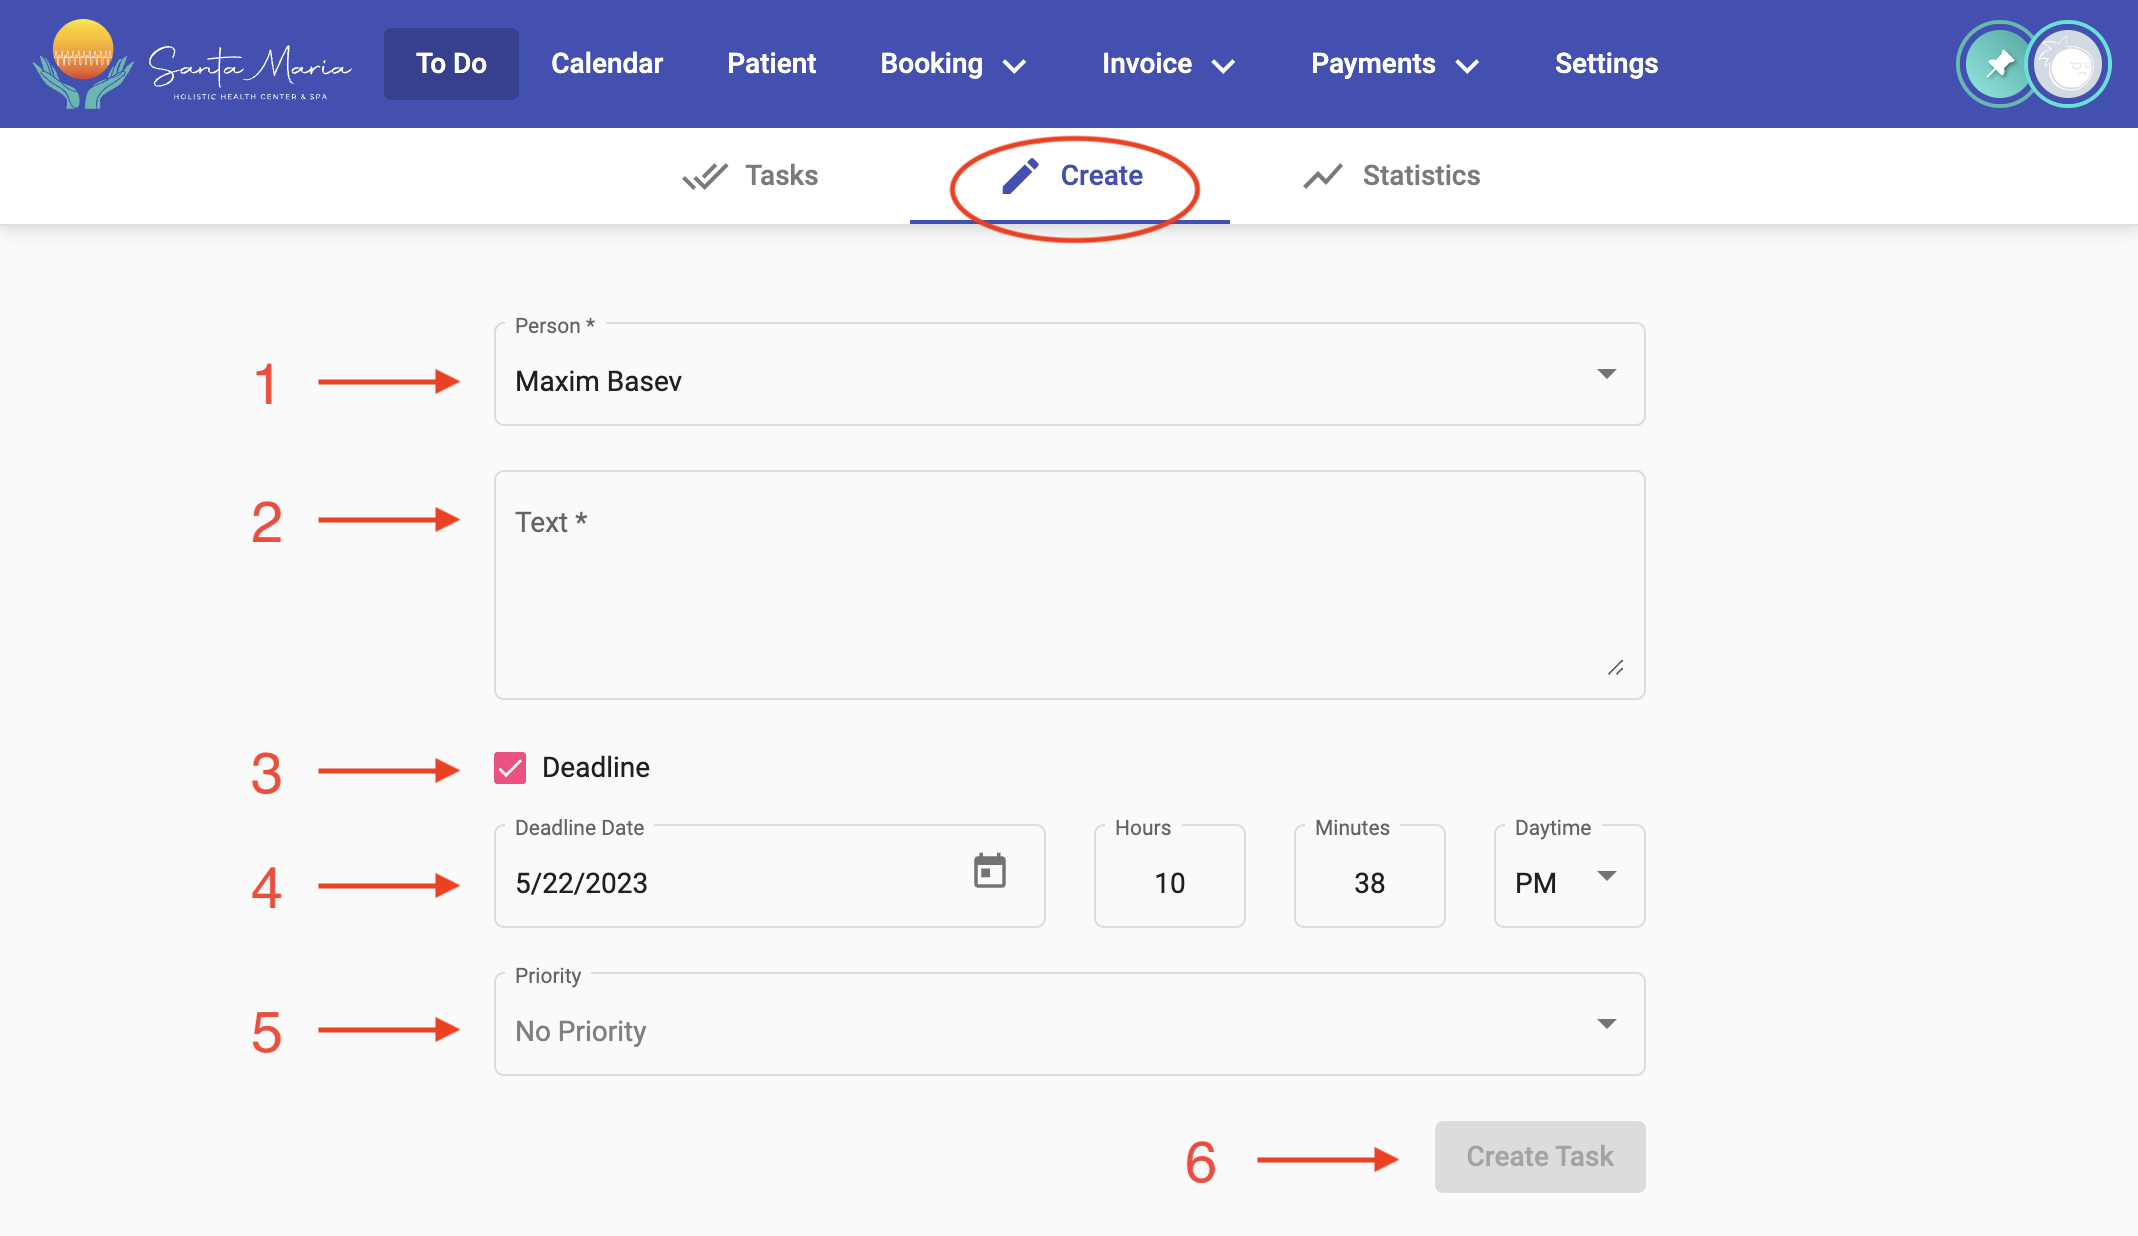 Santa Maria
HOLISTIC HEALTH CENTER & SPA
To Do
Calendar
Patient
Booking
Invoice
Payments
Settings
Tasks
Create
Statistics
1
Person *
Maxim Basev
2
Text *
3
Deadline
4
Deadline Date
5/22/2023
Hours
10
Minutes
38
Daytime
PM
5
Priority
No Priority
6
Create Task